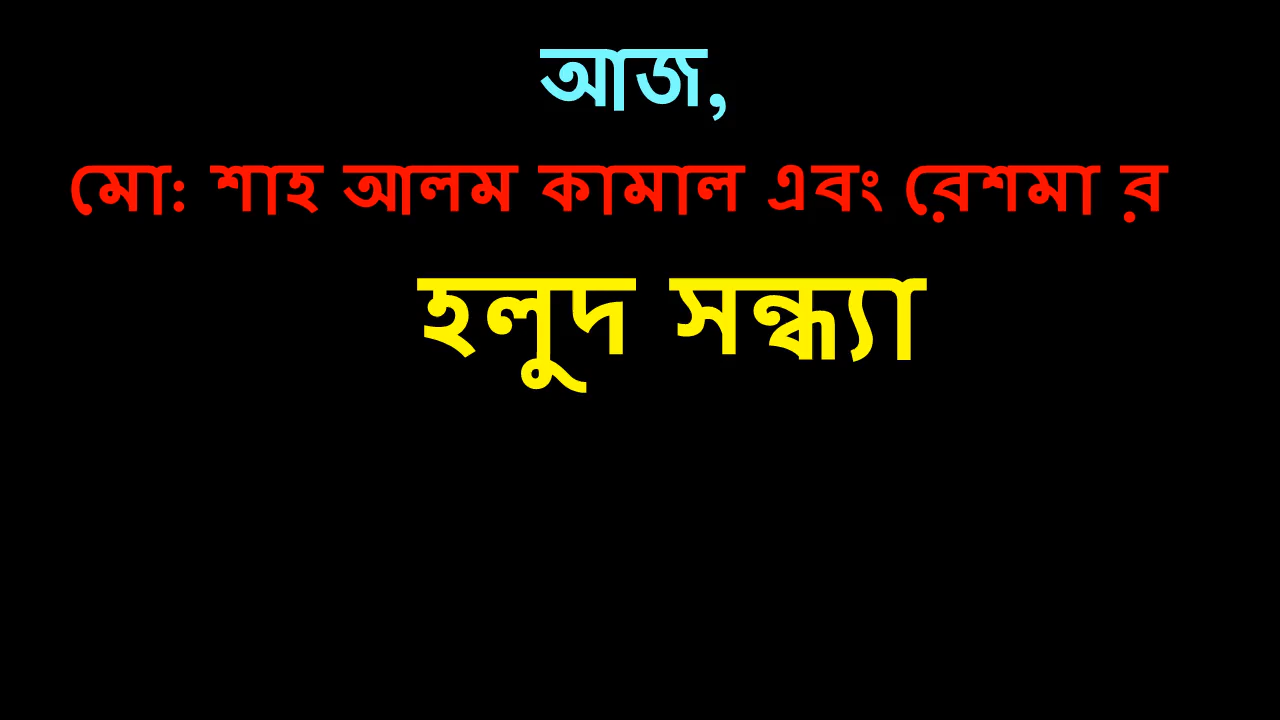 আজ,
মো: শাহ আলম কামাল এবং রেশমা র
হলুদ সন্ধ্যা